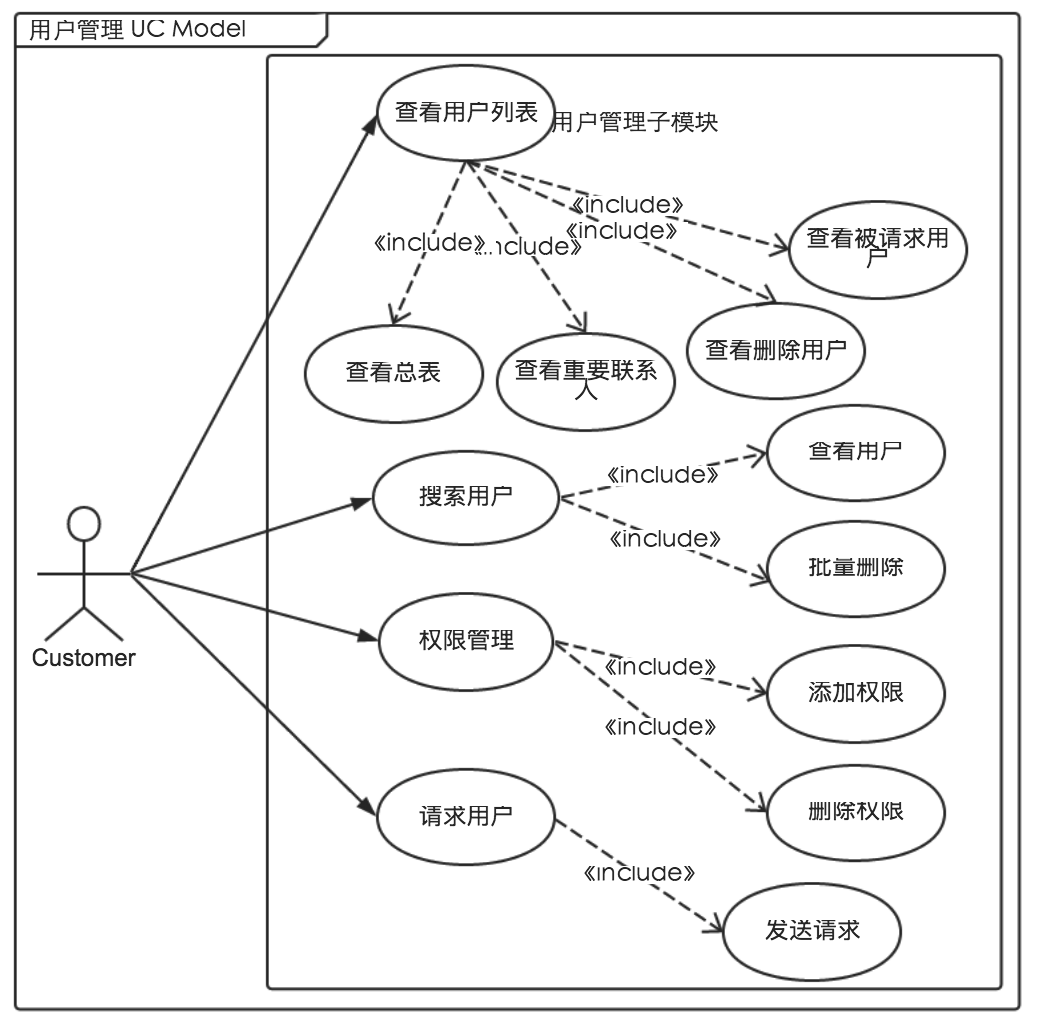 用户管理 UC Model
查看用户列表
用户管理子模块
《include》
《include》
《include》
...include》
查看被请求用
户
查看删除用户
查看总表
查看重要联系
人
查看用户
搜索用户
《include》
《include》
批量删除
权限管理
《include》
添加权限
《include》
Customer
删除权限
请求用户
《include》
发送请求